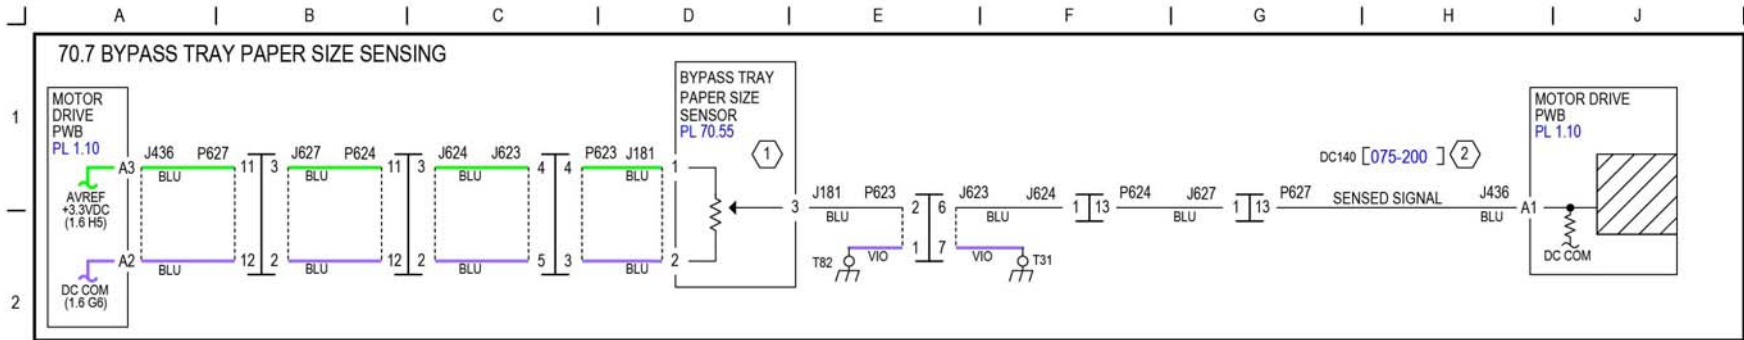 A B C D E F G H J
70.7 BYPASS TRAY PAPER SIZE SENSING
1
2
MOTOR
DRIVE
PWB
PL 1.10
A3
AVREF
+3.3VDC
(1.6 H5)
A2
DC COM
(1.6 G6)
J436 P627
BLU
11 3
J627 P624
BLU
11 3
J624 J623
BLU
4 4
P623 J181
BLU
1
BLU
12 2
BLU
12 2
BLU
5 3
BLU
2
BYPASS TRAY
PAPER SIZE
SENSOR
PL 70.55
1
3
J181 P623
BLU
2 6
J623 J624
BLU
1 13
P624 J627
BLU
1 13
P627
SENSED SIGNAL
J436
BLU
A1
T82
VIO
1 7
VIO
T31
DC140 [075-200 ] 2
MOTOR DRIVE
PWB
PL 1.10
DC COM